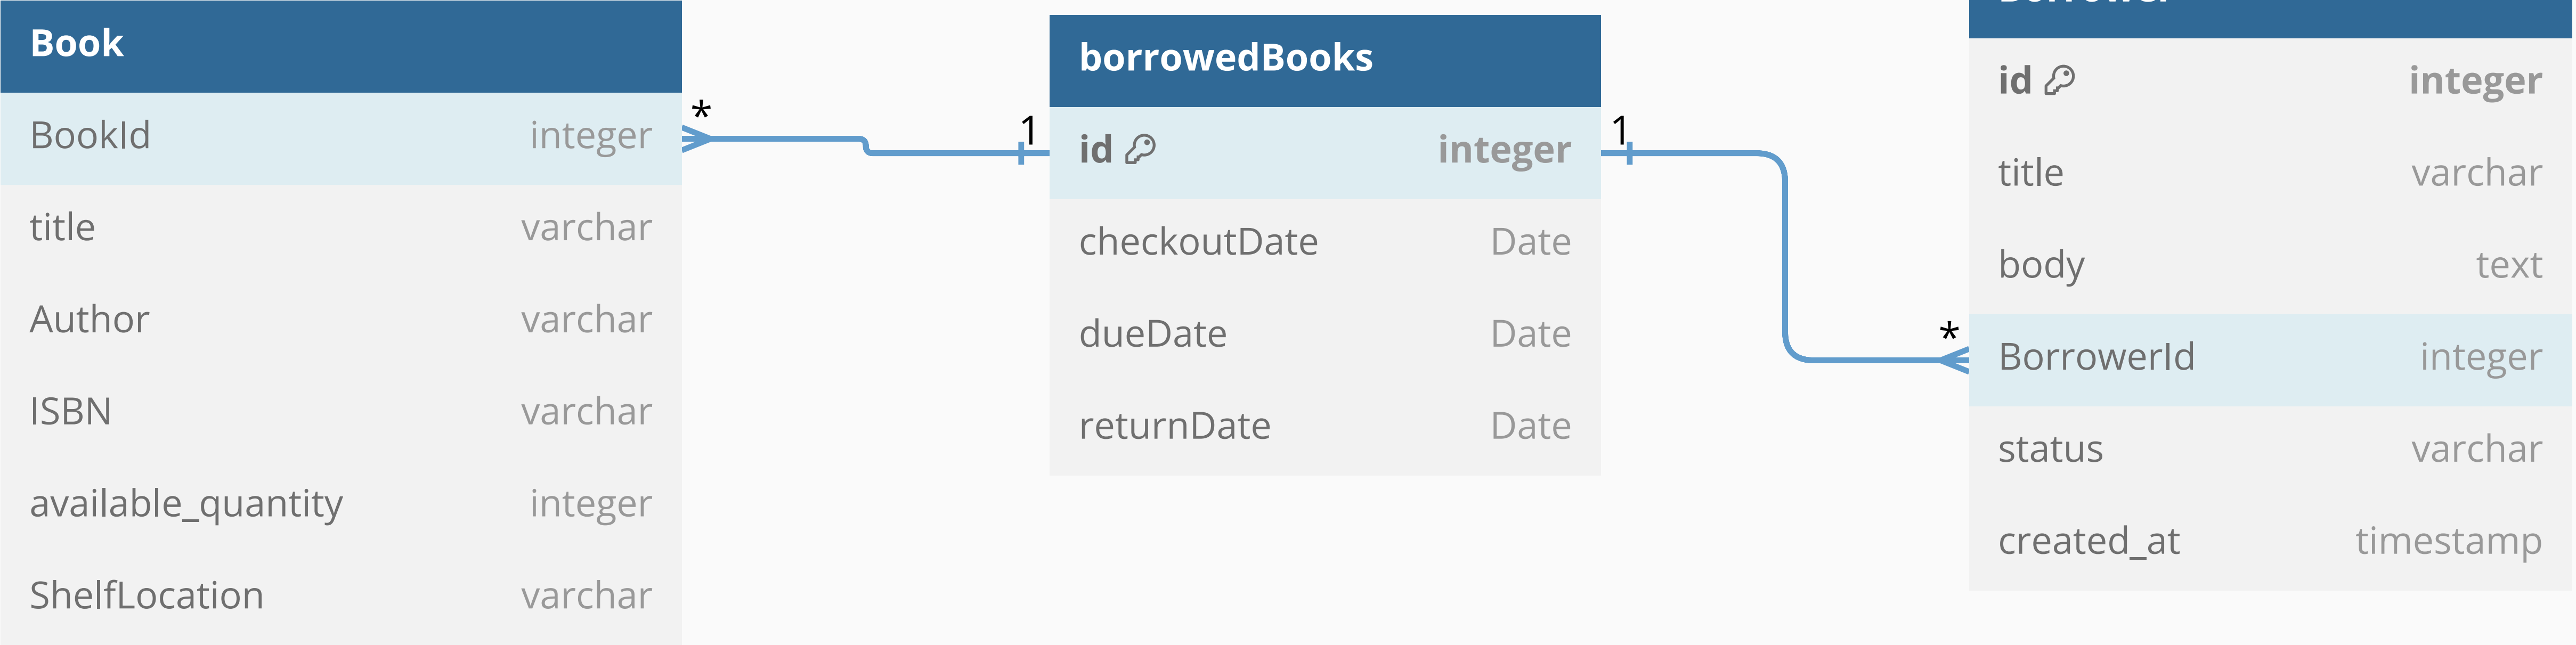 Book
BookId integer
title varchar
Author varchar
ISBN varchar
available_quantity integer
ShelfLocation varchar
*
1
borrowedBooks
id integer
checkoutDate Date
dueDate Date
returnDate Date
1
*
id integer
title varchar
body text
BorrowerId integer
status varchar
created_at timestamp